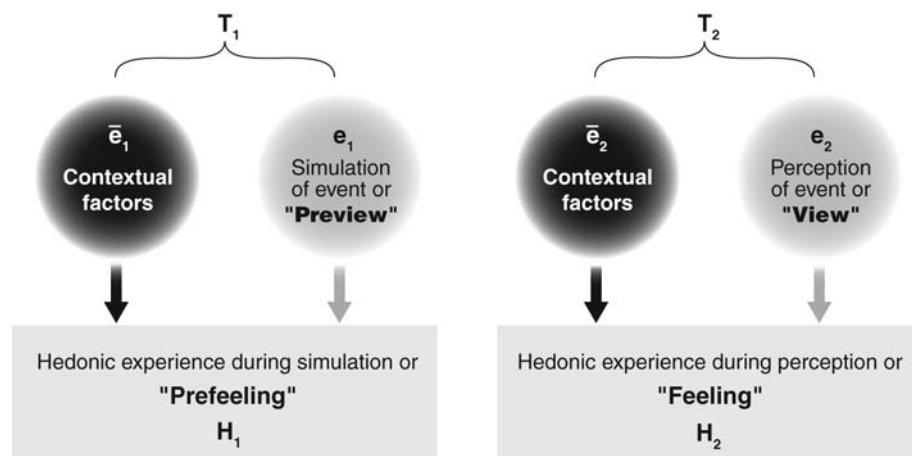 T₁
ē₁
Contextual
factors
e₁
Simulation
of event or
"Preview"
Hedonic experience during simulation or
"Prefeeling"
H₁
T₂
ē₂
Contextual
factors
e₂
Perception
of event or
"View"
Hedonic experience during perception or
"Feeling"
H₂